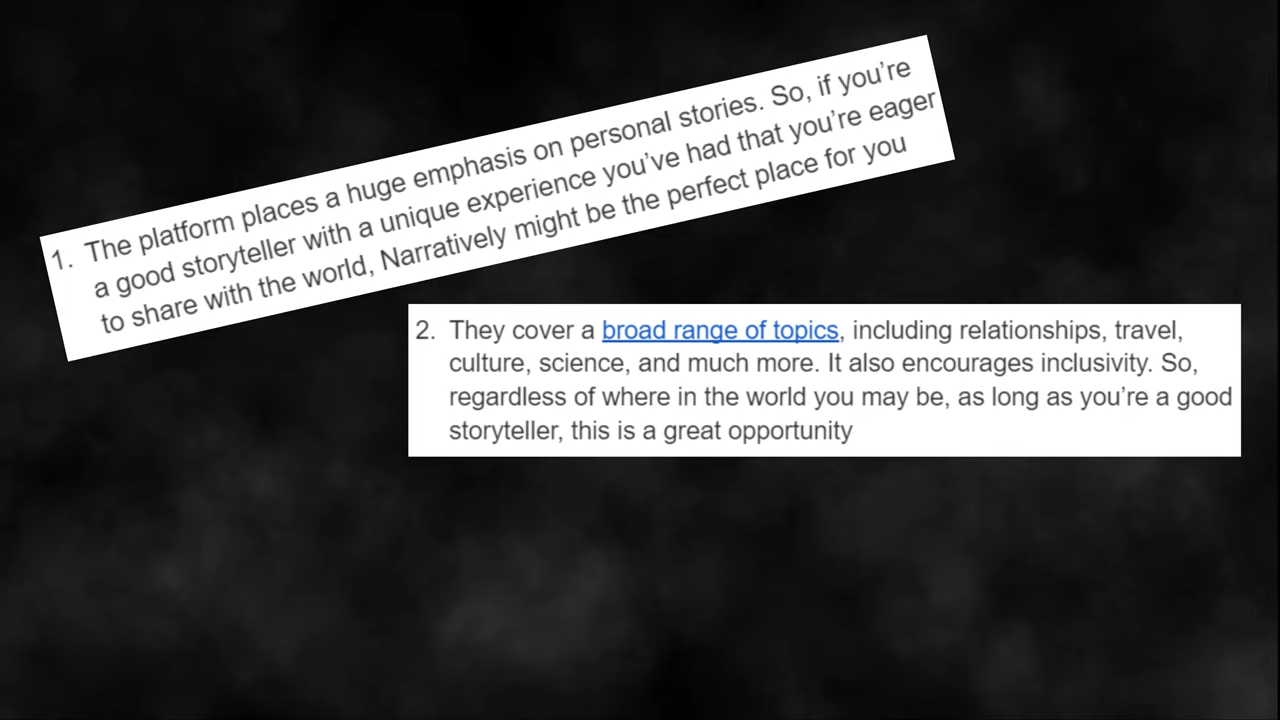 1. The platform places a huge emphasis on personal stories. So, if you’re
a good storyteller with a unique experience you’ve had that you’re eager
to share with the world, Narratively might be the perfect place for you
2. They cover a broad range of topics, including relationships, travel,
culture, science, and much more. It also encourages inclusivity. So,
regardless of where in the world you may be, as long as you’re a good
storyteller, this is a great opportunity